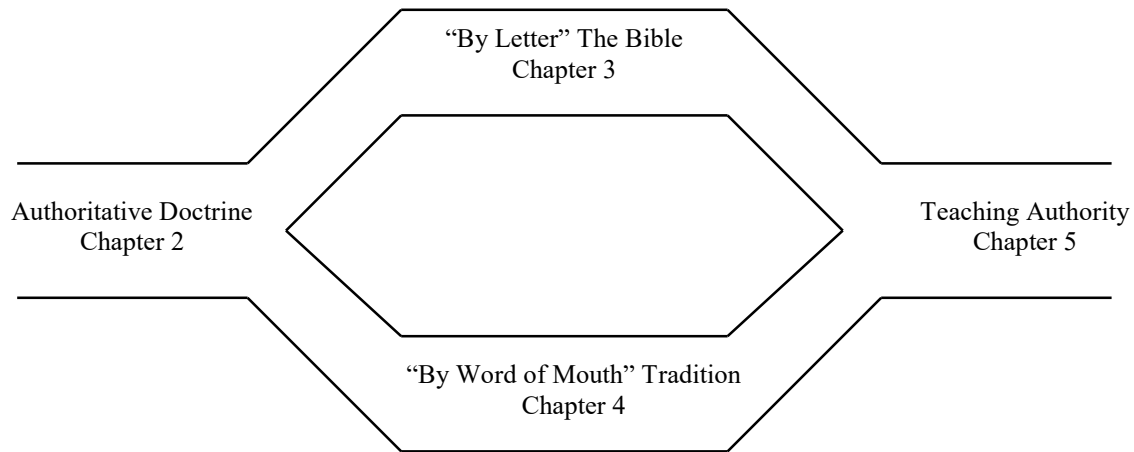 “By Letter” The Bible
Chapter 3
Authoritative Doctrine
Chapter 2
Teaching Authority
Chapter 5
“By Word of Mouth” Tradition
Chapter 4